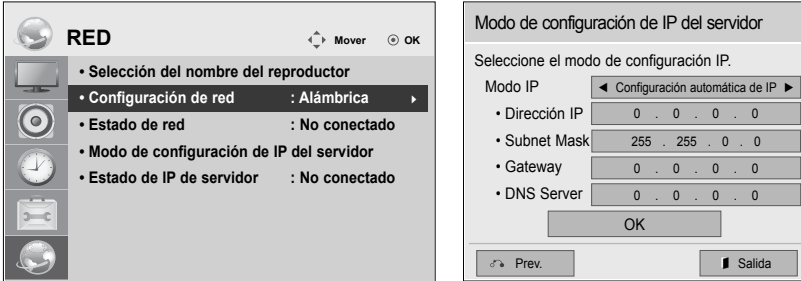 RED
Mover
OK
• Selección del nombre del reproductor
• Configuración de red : Alámbrica
• Estado de red : No conectado
• Modo de configuración de IP del servidor
• Estado de IP de servidor : No conectado
Modo de configuración de IP del servidor
Seleccione el modo de configuración IP.
Modo IP ◀ Configuración automática de IP ▶
• Dirección IP 0 . 0 . 0 . 0
• Subnet Mask 255 . 255 . 0 . 0
• Gateway 0 . 0 . 0 . 0
• DNS Server 0 . 0 . 0 . 0
OK
Prev.
Salida